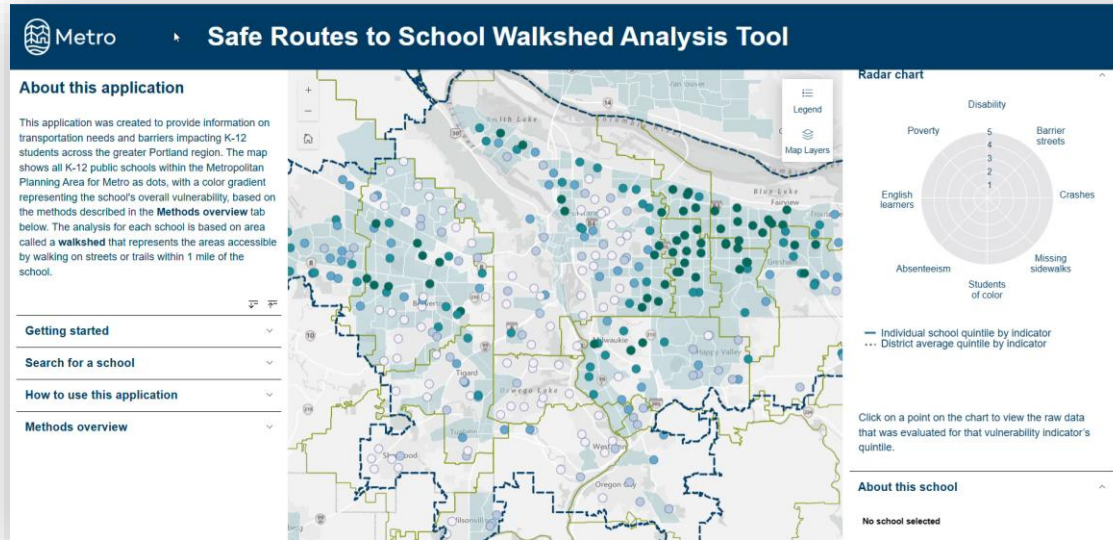 Metro
Safe Routes to School Walkshed Analysis Tool
About this application
This application was created to provide information on
transportation needs and barriers impacting K-12
students across the greater Portland region. The map
shows all K-12 public schools within the Metropolitan
Planning Area for Metro as dots, with a color gradient
representing the school's overall vulnerability, based on
the methods described in the Methods overview tab
below. The analysis for each school is based on area
called a walkshed that represents the areas accessible
by walking on streets or trails within 1 mile of the
school.
Getting started
Search for a school
How to use this application
Methods overview
Legend
Map Layers
14
30
Blue Lake
Fairview
8
8
10
Tigard
Milwaukie
Happy Valley
Oswego Lake
Oregon City
Radar chart
Disability
Poverty
Barrier
streets
5
4
3
2
1
English
learners
Crashes
Absenteeism
Missing
sidewalks
Students
of color
Individual school quintile by indicator
District average quintile by indicator
Click on a point on the chart to view the raw data
that was evaluated for that vulnerability indicator's
quintile.
About this school
No school selected